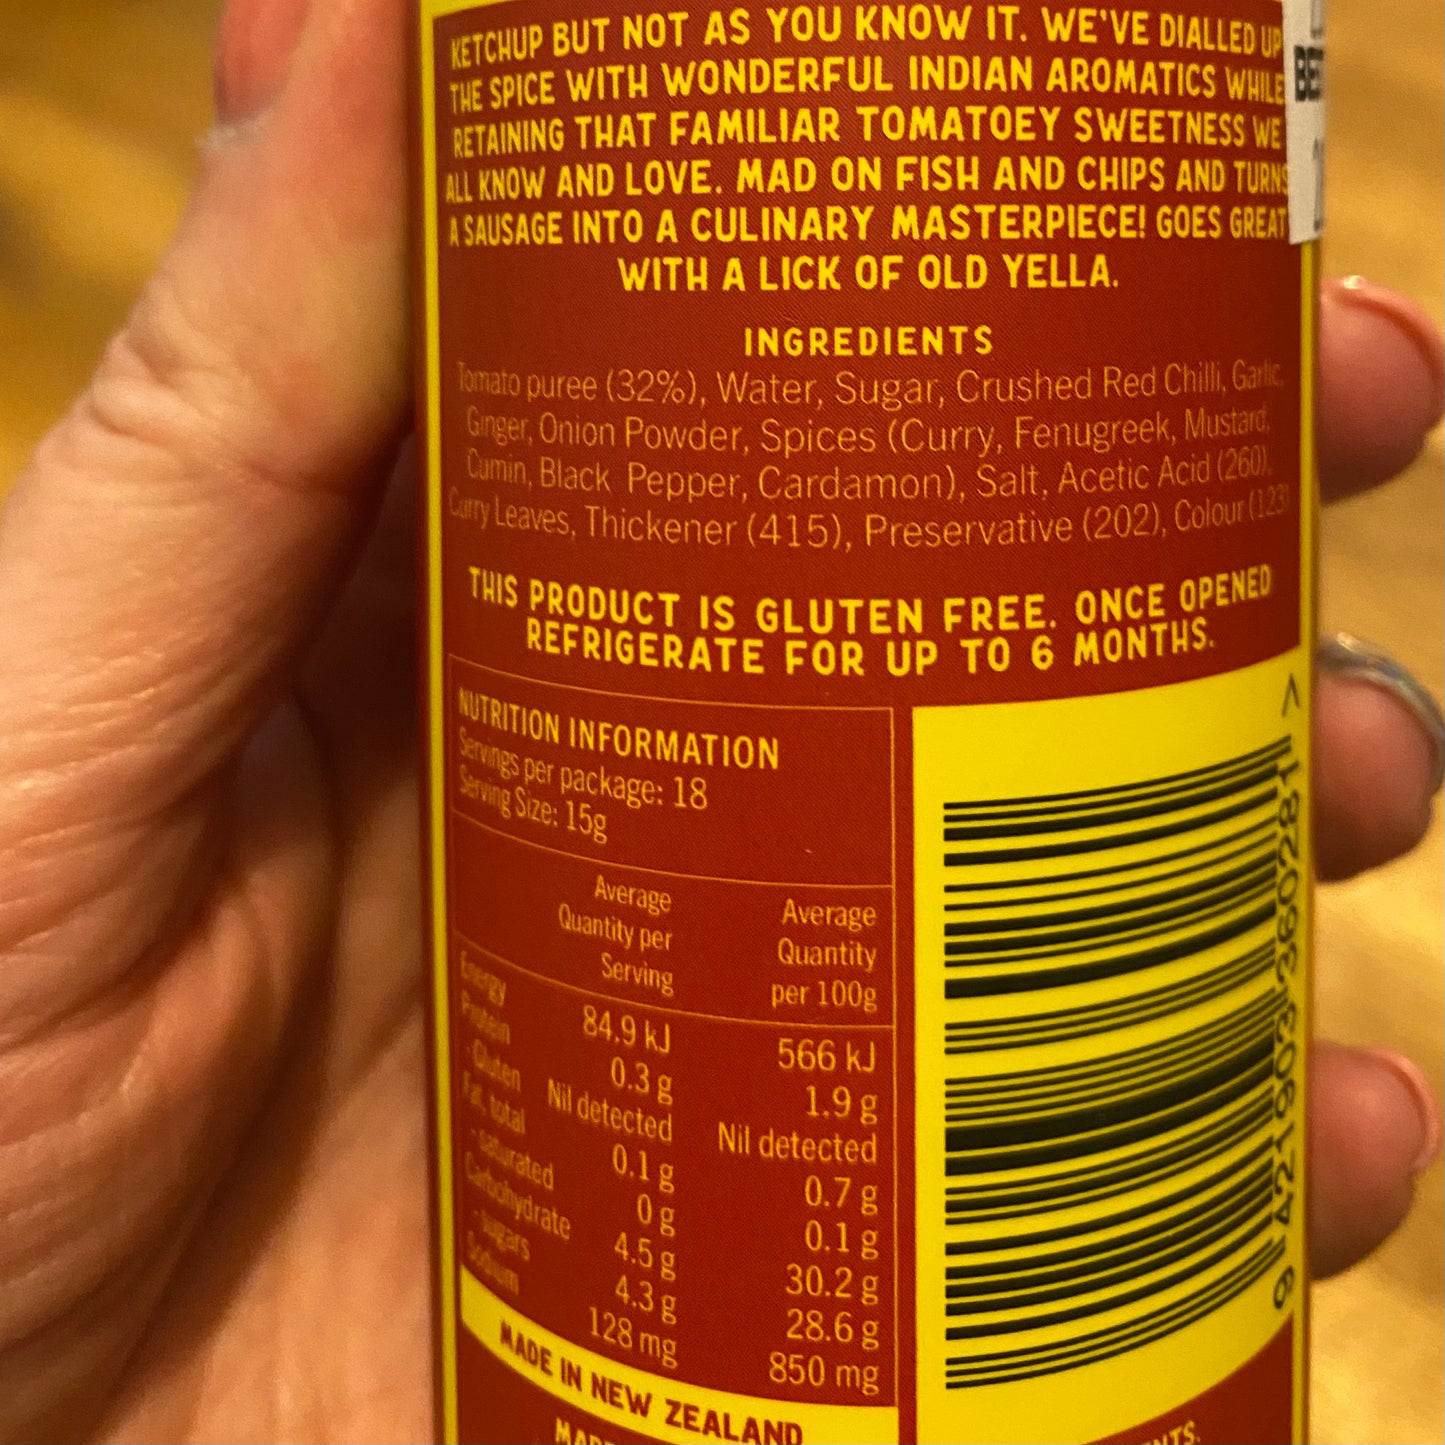 KETCHUP BUT NOT AS YOU KNOW IT. WE'VE DIALLED UP
THE SPICE WITH WONDERFUL INDIAN AROMATICS WHILE
RETAINING THAT FAMILIAR TOMATOEY SWEETNESS WE
ALL KNOW AND LOVE. MAD ON FISH AND CHIPS AND TURNS
A SAUSAGE INTO A CULINARY MASTERPIECE! GOES GREAT
WITH A LICK OF OLD YELLA.
INGREDIENTS
Tomato puree (32%), Water, Sugar, Crushed Red Chilli, Garlic,
Ginger, Onion Powder, Spices (Curry, Fenugreek, Mustard,
Cumin, Black Pepper, Cardamon), Salt, Acetic Acid (260),
Curry Leaves, Thickener (415), Preservative (202), Colour (123)
THIS PRODUCT IS GLUTEN FREE. ONCE OPENED
REFRIGERATE FOR UP TO 6 MONTHS.
NUTRITION INFORMATION
Servings per package: 18
Serving Size: 15g
Average Quantity per Serving Average Quantity per 100g
Energy 84.9 kJ 566 kJ
Protein 0.3 g 1.9 g
- Gluten Nil detected Nil detected
Fat, total 0.1 g 0.7 g
- saturated 0 g 0.1 g
Carbohydrate 4.5 g 30.2 g
- sugars 4.3 g 28.6 g
Sodium 128 mg 850 mg
MADE IN NEW ZEALAND
9 421903 360281 >